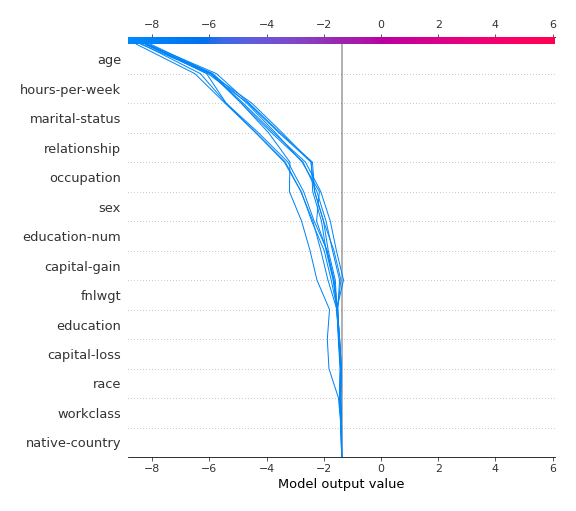 −8 −6 −4 −2 0 2 4 6
age
hours-per-week
marital-status
relationship
occupation
sex
education-num
capital-gain
fnlwgt
education
capital-loss
race
workclass
native-country
−8 −6 −4 −2 0 2 4 6
Model output value